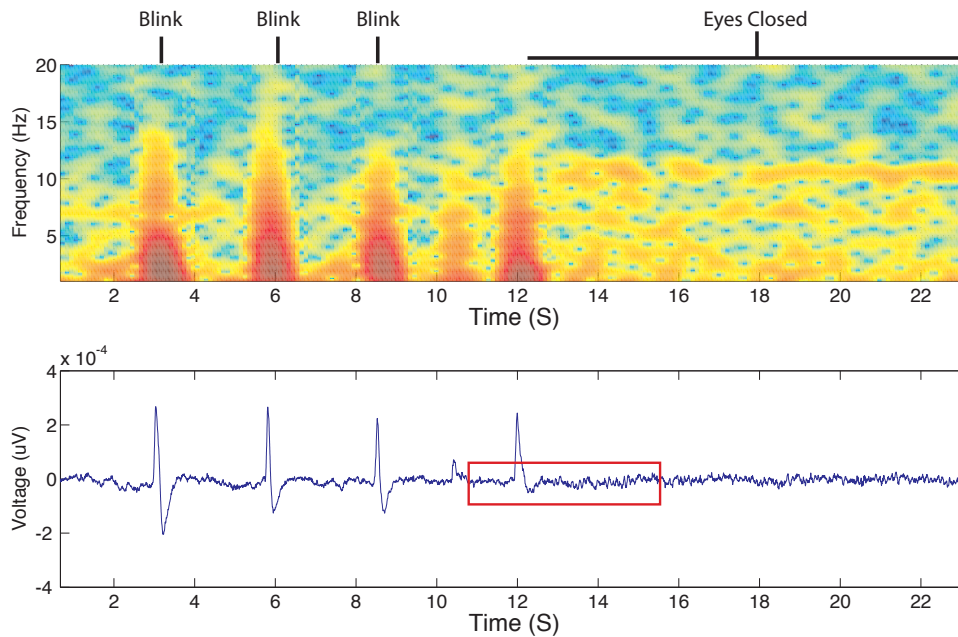 Blink Blink Blink Eyes Closed
20
15
10
5
Frequency (Hz)
2 4 6 8 10 12 14 16 18 20 22
Time (S)
x 10-4
4
2
0
-2
-4
Voltage (uV)
2 4 6 8 10 12 14 16 18 20 22
Time (S)